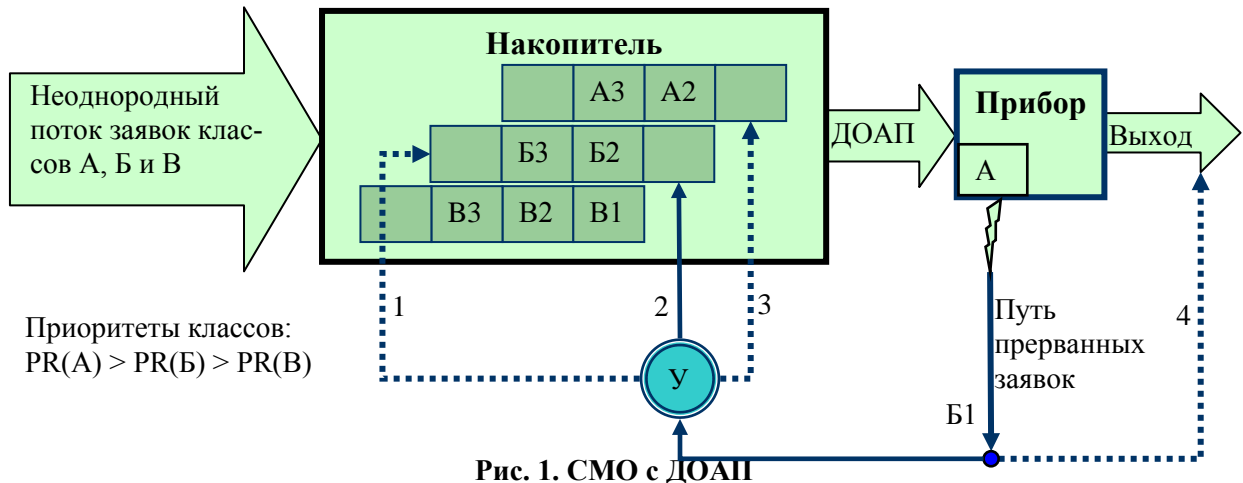 Накопитель
Неоднородный
поток заявок клас-
сов А, Б и В
А3 А2
Б3 Б2
В3 В2 В1
ДОАП
Прибор
А
Выход
1
2
3
4
Приоритеты классов:
PR(А) > PR(Б) > PR(В)
У
Путь
прерванных
заявок
Б1
Рис. 1. СМО с ДОАП